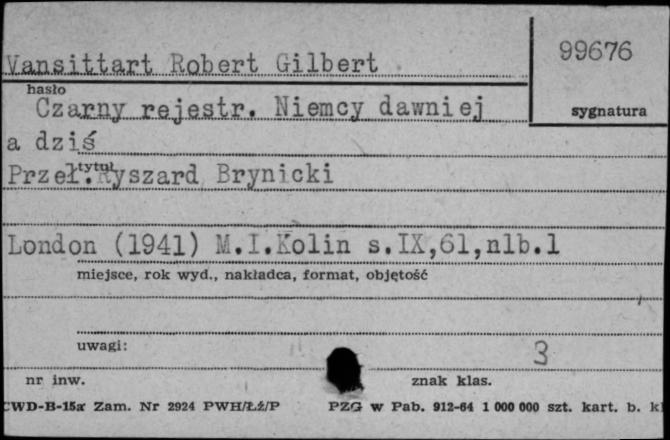 Vansittart Robert Gilbert
99676
hasło
Czarny rejestr. Niemcy dawniej
sygnatura
a dziś
tytuł
Przeł. Ryszard Brynicki
London (1941) M.I.Kolin s.IX,61,nlb.1
miejsce, rok wyd., nakładca, format, objętość
uwagi:
3
nr inw.
znak klas.
CWD-B-15a Zam. Nr 2924 PWH/Łż/P PZG w Pab. 912-64 1 000 000 szt. kart. b. kl